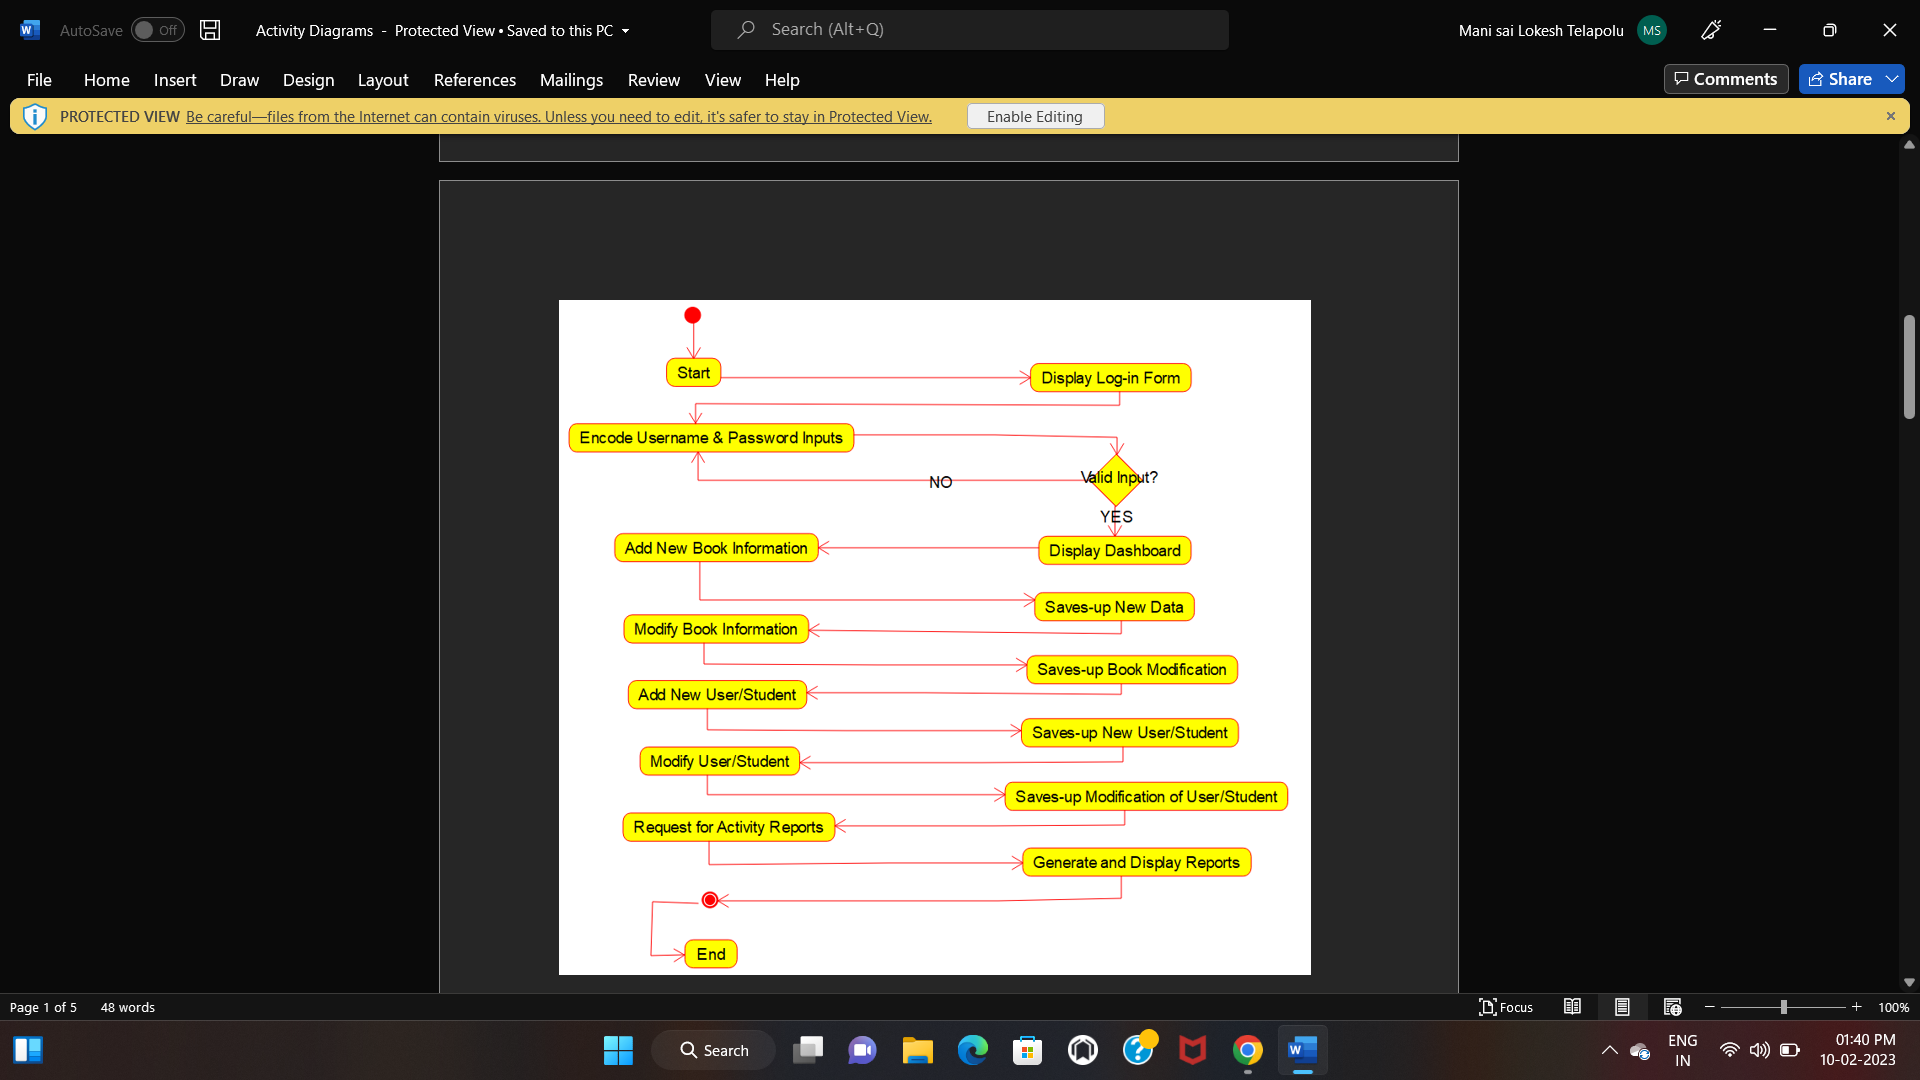 AutoSave Off Activity Diagrams - Protected View • Saved to this PC Search (Alt+Q) Mani sai Lokesh Telapolu MS
File Home Insert Draw Design Layout References Mailings Review View Help Comments Share
PROTECTED VIEW Be careful—files from the Internet can contain viruses. Unless you need to edit, it's safer to stay in Protected View. Enable Editing
Start
Display Log-in Form
Encode Username & Password Inputs
Valid Input?
NO
YES
Add New Book Information
Display Dashboard
Saves-up New Data
Modify Book Information
Saves-up Book Modification
Add New User/Student
Saves-up New User/Student
Modify User/Student
Saves-up Modification of User/Student
Request for Activity Reports
Generate and Display Reports
End
Page 1 of 5 48 words Focus 100%
Search
ENG
IN
01:40 PM
10-02-2023